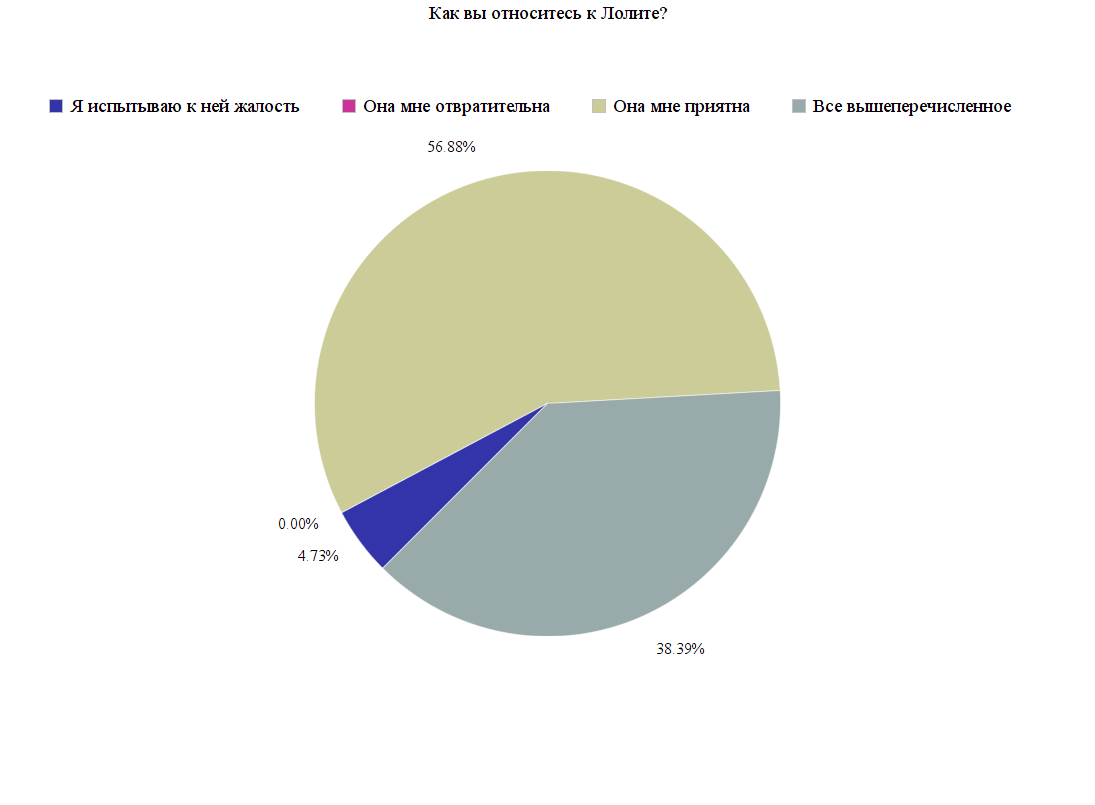 Как вы относитесь к Лолите?
Я испытываю к ней жалость Она мне отвратительна Она мне приятна Все вышеперечисленное
56.88%
0.00%
4.73%
38.39%